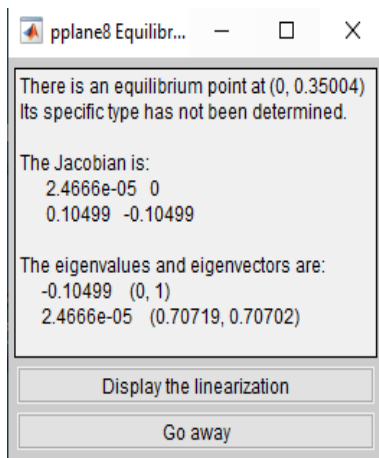 pplane8 Equilibr...
There is an equilibrium point at (0, 0.35004)
Its specific type has not been determined.
The Jacobian is:
2.4666e-05 0
0.10499 -0.10499
The eigenvalues and eigenvectors are:
-0.10499 (0, 1)
2.4666e-05 (0.70719, 0.70702)
Display the linearization
Go away